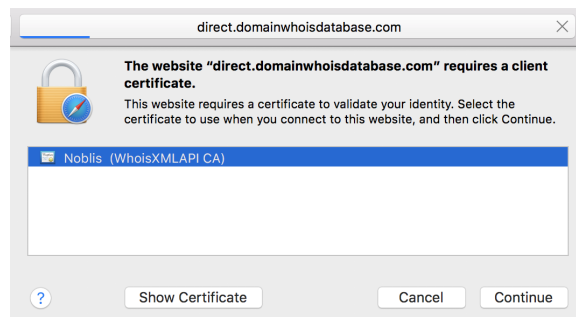 direct.domainwhoisdatabase.com
The website “direct.domainwhoisdatabase.com” requires a client
certificate.
This website requires a certificate to validate your identity. Select the
certificate to use when you connect to this website, and then click Continue.
Noblis (WhoisXMLAPI CA)
? Show Certificate Cancel Continue